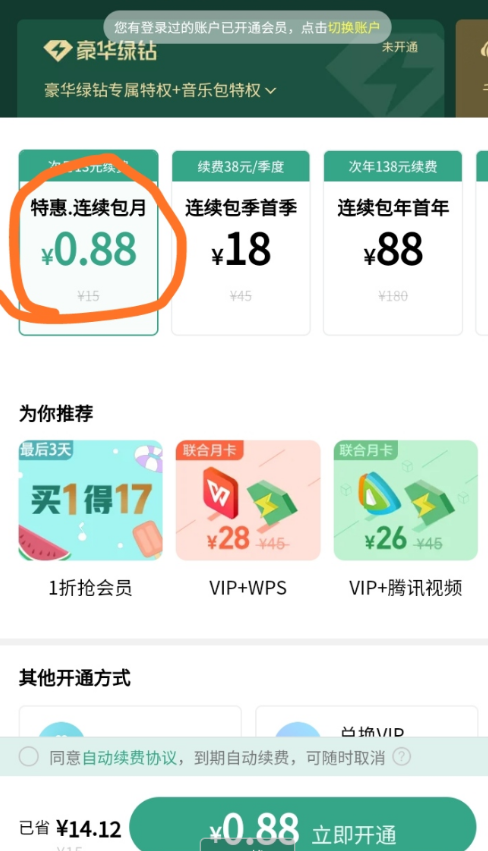 您有登录过的账户已开通会员，点击切换账户
豪华绿钻
未开通
豪华绿钻专属特权+音乐包特权
特惠.连续包月
¥0.88
¥15
续费38元/季度
连续包季首季
¥18
¥45
次年138元续费
连续包年首年
¥88
¥180
为你推荐
最后3天
买1得17
1折抢会员
联合月卡
¥28 ¥45
VIP+WPS
联合月卡
¥26 ¥45
VIP+腾讯视频
其他开通方式
兑换VIP
同意自动续费协议，到期自动续费，可随时取消 ?
已省 ¥14.12
¥15
¥0.88 立即开通